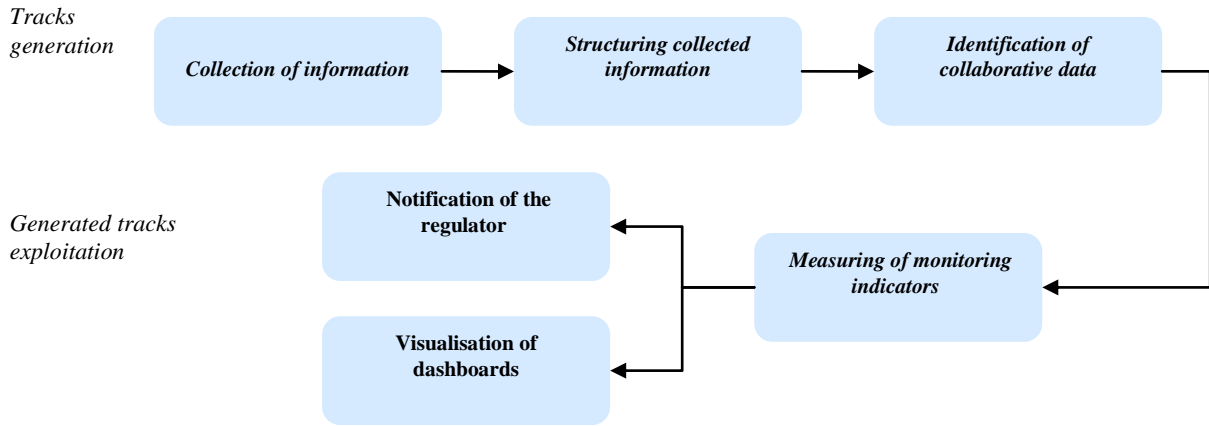 Tracks
generation
Collection of information
Structuring collected
information
Identification of
collaborative data
Generated tracks
exploitation
Notification of the
regulator
Measuring of monitoring
indicators
Visualisation of
dashboards